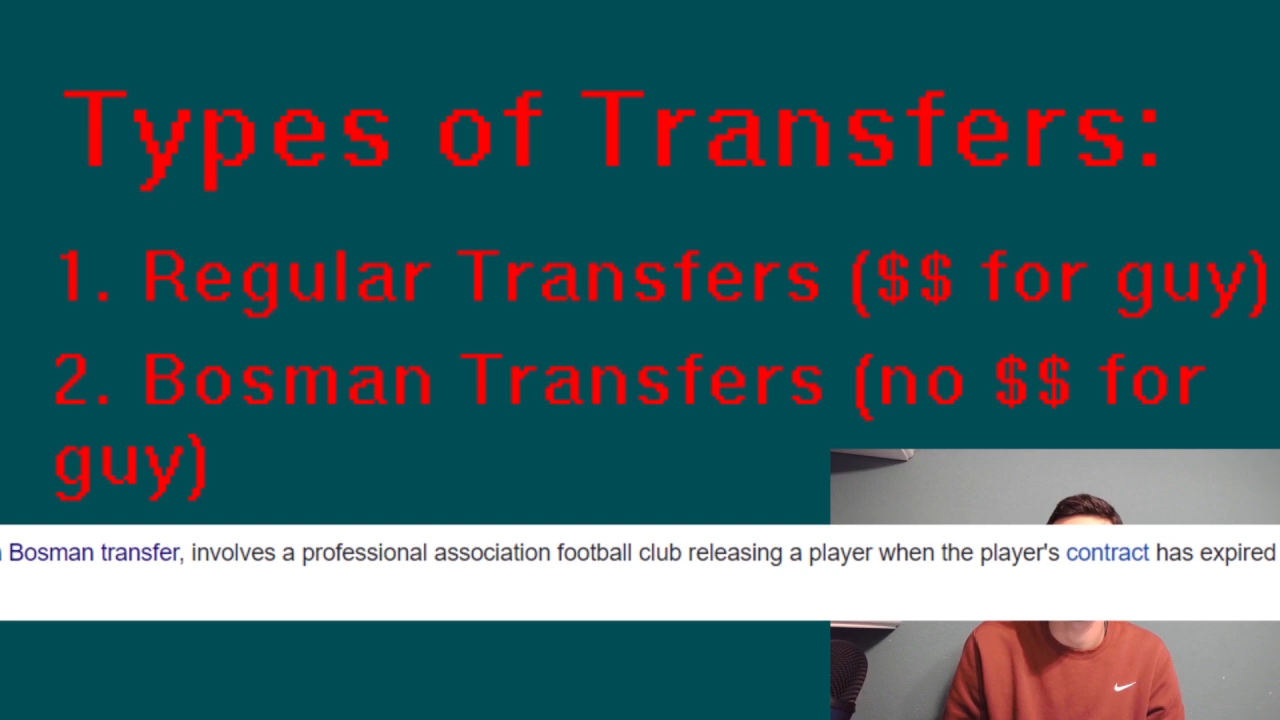 Types of Transfers:
1. Regular Transfers ($$ for guy)
2. Bosman Transfers (no $$ for
guy)
Bosman transfer, involves a professional association football club releasing a player when the player's contract has expired